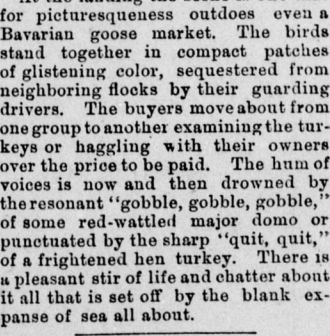 for picturesqueness outdoes even a
Bavarian goose market. The birds
stand together in compact patches
of glistening color, sequestered from
neighboring flocks by their guarding
drivers. The buyers move about from
one group to another examining the tur-
keys or haggling with their owners
over the price to be paid. The hum of
voices is now and then drowned by
the resonant "gobble, gobble, gobble,"
of some red-wattled major domo or
punctuated by the sharp "quit, quit,"
of a frightened hen turkey. There is
a pleasant stir of life and chatter about
it all that is set off by the blank ex-
panse of sea all about.